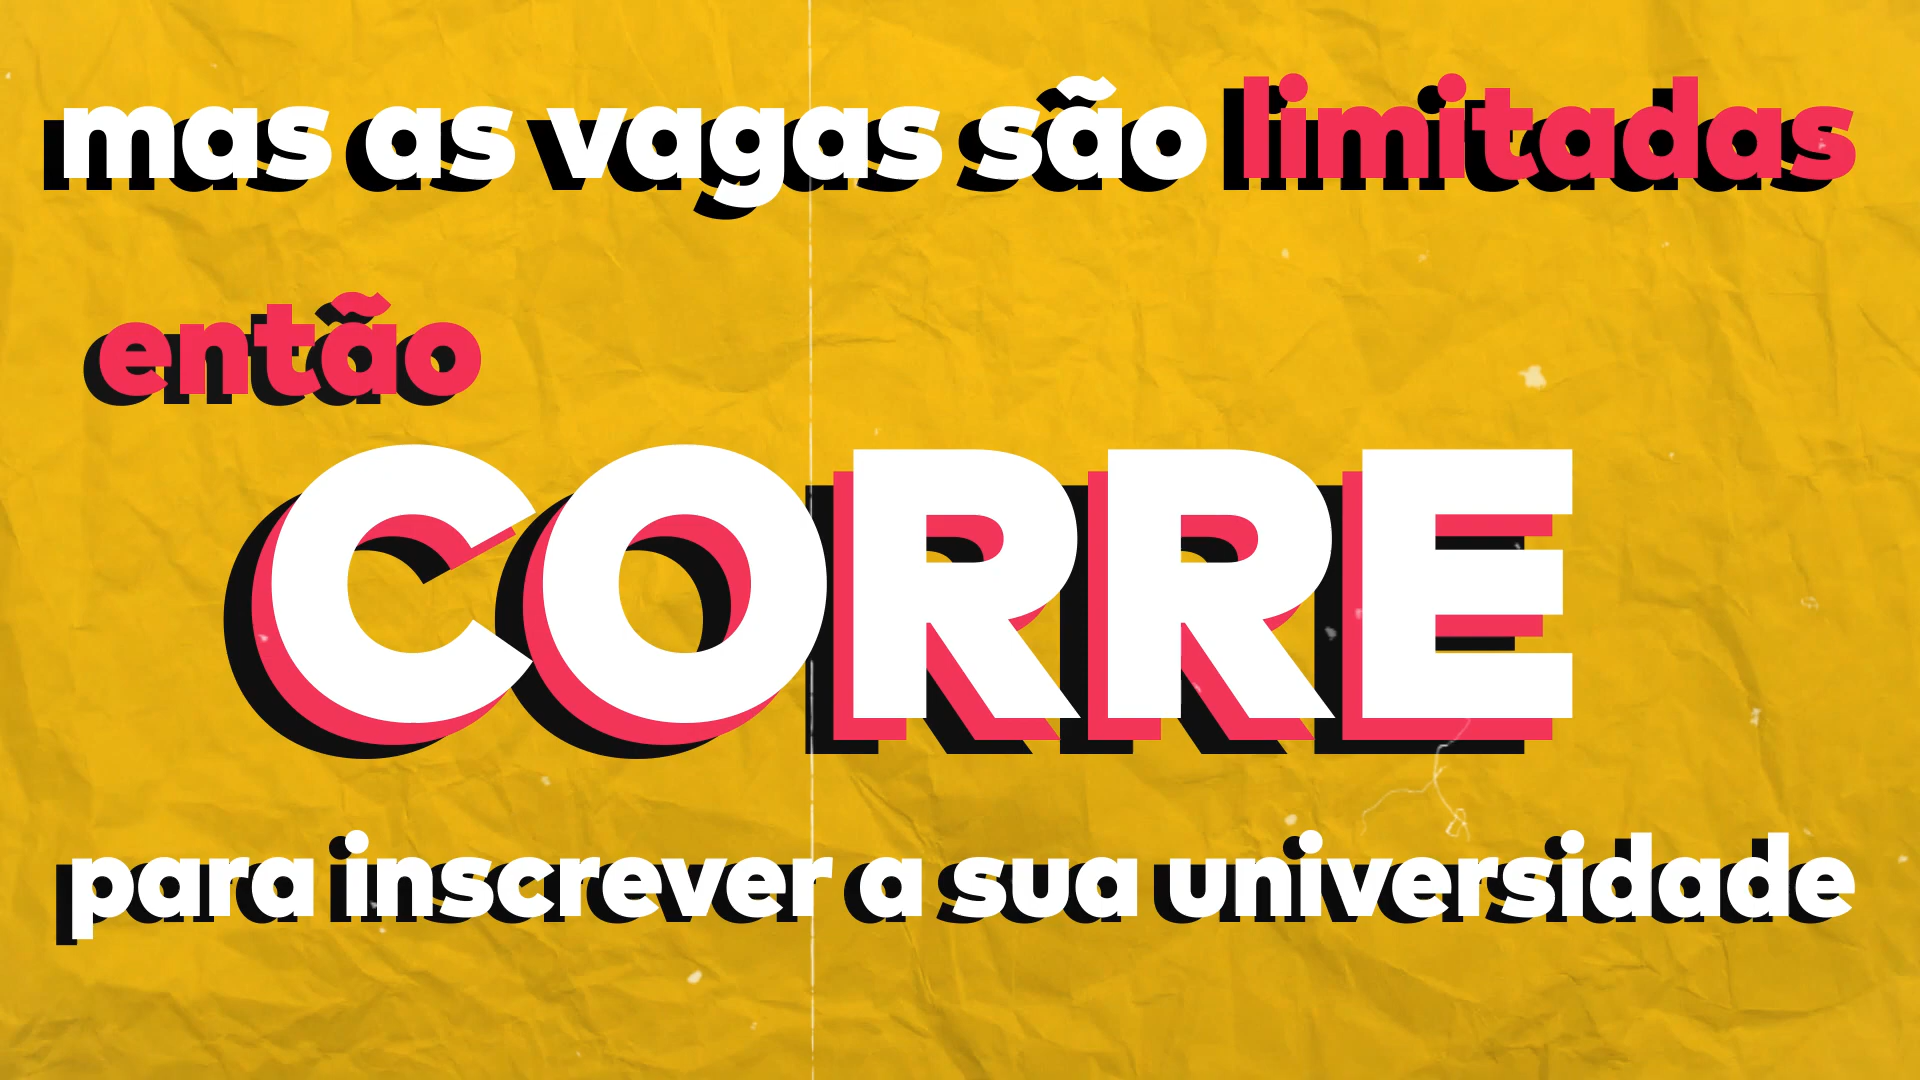 mas as vagas são limitadas
então
CORRE
para inscrever a sua universidade